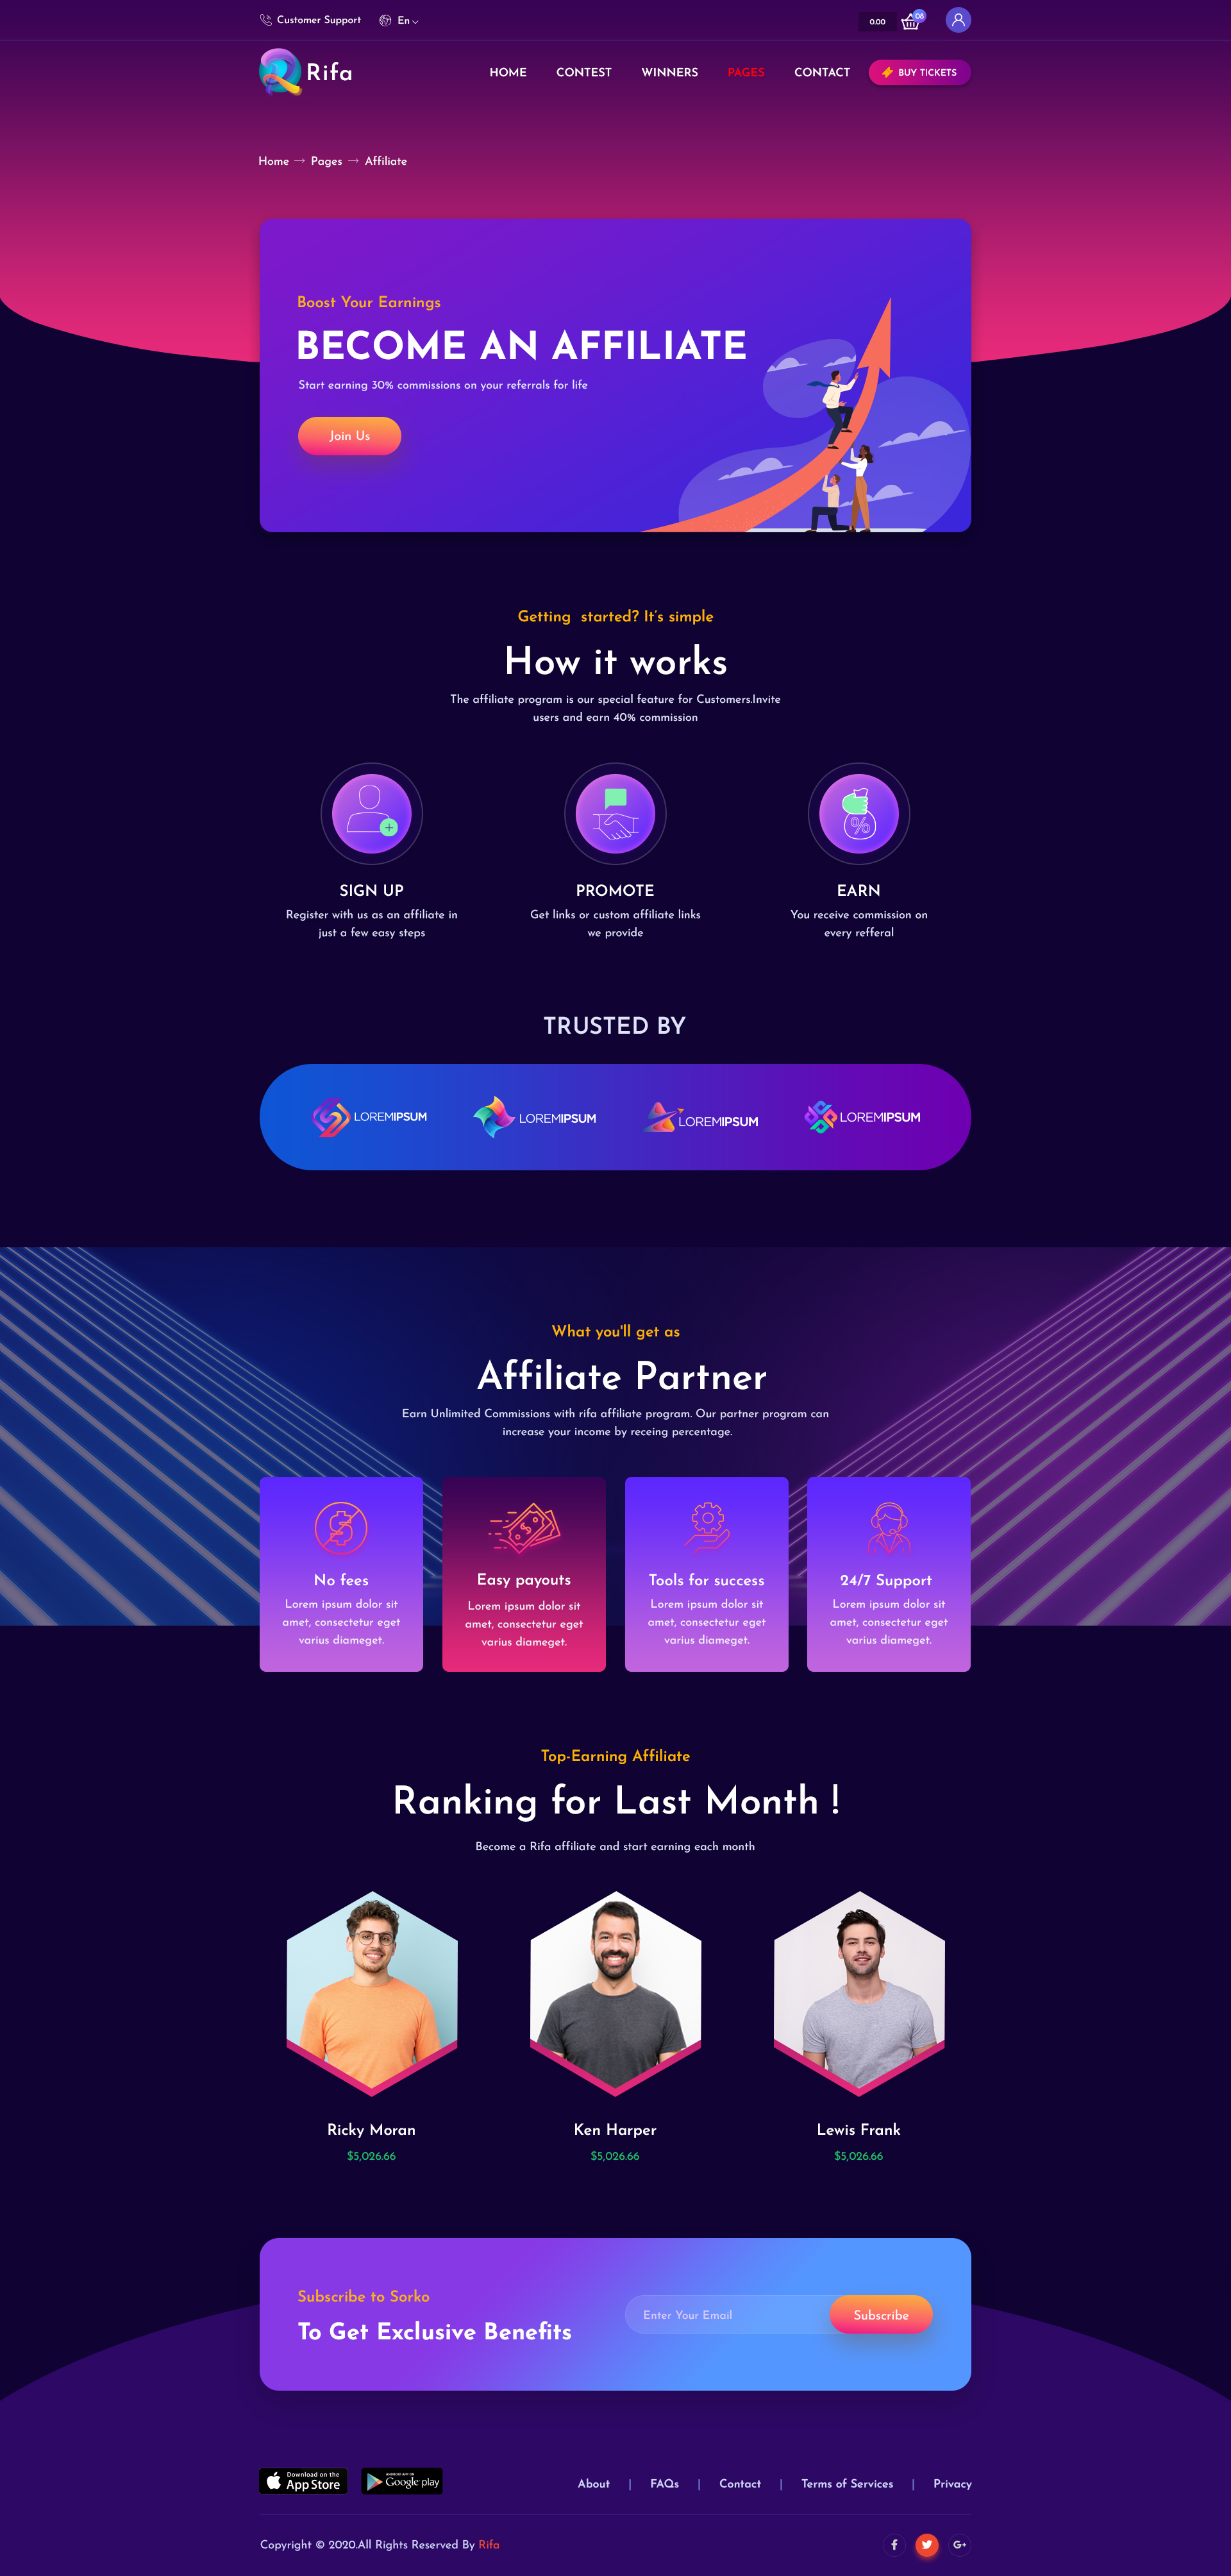 Customer Support
En
0.00
08
Rifa
HOME
CONTEST
WINNERS
PAGES
CONTACT
BUY TICKETS
Home → Pages → Affiliate
Boost Your Earnings
BECOME AN AFFILIATE
Start earning 30% commissions on your referrals for life
Join Us
Getting started? It's simple
How it works
The affiliate program is our special feature for Customers.Invite
users and earn 40% commission
%
SIGN UP
Register with us as an affiliate in
just a few easy steps
PROMOTE
Get links or custom affiliate links
we provide
EARN
You receive commission on
every refferal
TRUSTED BY
LOREMIPSUM
LOREMIPSUM
LOREMIPSUM
LOREMIPSUM
What you'll get as
Affiliate Partner
Earn Unlimited Commissions with rifa affiliate program. Our partner program can
increase your income by receing percentage.
No fees
Lorem ipsum dolor sit
amet, consectetur eget
varius diameget.
Easy payouts
Lorem ipsum dolor sit
amet, consectetur eget
varius diameget.
Tools for success
Lorem ipsum dolor sit
amet, consectetur eget
varius diameget.
24/7 Support
Lorem ipsum dolor sit
amet, consectetur eget
varius diameget.
Top-Earning Affiliate
Ranking for Last Month !
Become a Rifa affiliate and start earning each month
Ricky Moran
$5,026.66
Ken Harper
$5,026.66
Lewis Frank
$5,026.66
Subscribe to Sorko
To Get Exclusive Benefits
Enter Your Email
Subscribe
Download on the
App Store
ANDROID APP ON
Google play
About | FAQs | Contact | Terms of Services | Privacy
Copyright © 2020.All Rights Reserved By Rifa
f
G+